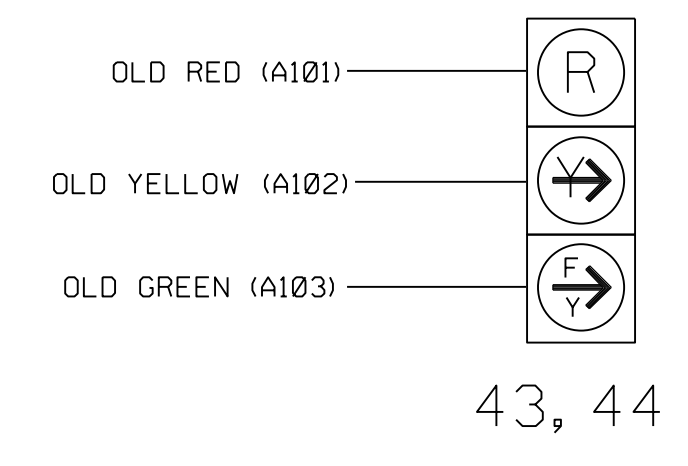 OLD RED (A101)
R
OLD YELLOW (A102)
Y
OLD GREEN (A103)
F
Y
43, 44